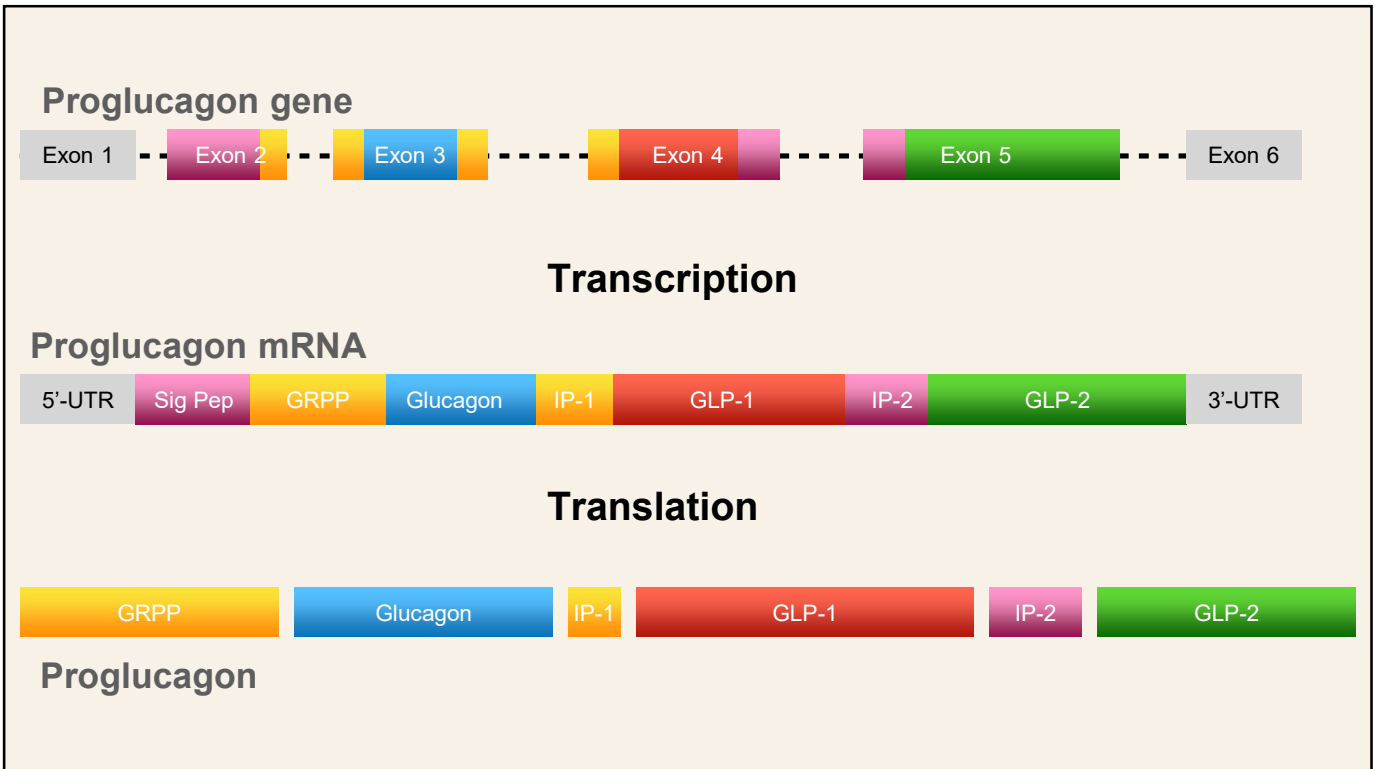 Proglucagon gene
Exon 1 Exon 2 Exon 3 Exon 4 Exon 5 Exon 6
Transcription
Proglucagon mRNA
5’-UTR Sig Pep GRPP Glucagon IP-1 GLP-1 IP-2 GLP-2 3’-UTR
Translation
GRPP Glucagon IP-1 GLP-1 IP-2 GLP-2
Proglucagon